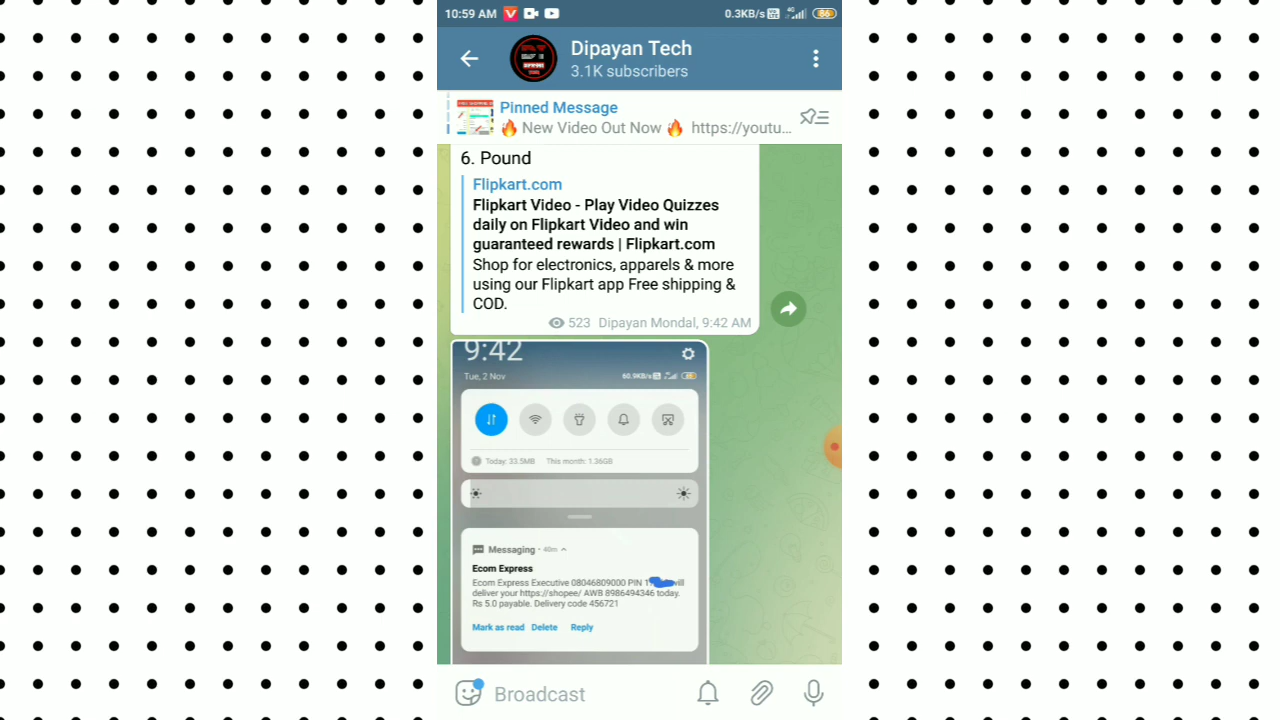 10:59 AM
0.3KB/s
4G
86
Dipayan Tech
3.1K subscribers
Pinned Message
🔥 New Video Out Now 🔥 https://youtu...
6. Pound
Flipkart.com
Flipkart Video - Play Video Quizzes
daily on Flipkart Video and win
guaranteed rewards | Flipkart.com
Shop for electronics, apparels & more
using our Flipkart app Free shipping &
COD.
523 Dipayan Mondal, 9:42 AM
9:42
Tue, 2 Nov
60.9KB/s
Today: 33.5MB This month: 1.36GB
Messaging • 40m
Ecom Express
Ecom Express Executive 08046809000 PIN will
deliver your https://shopee/ AWB 8986494346 today.
Rs 5.0 payable. Delivery code 456721
Mark as read Delete Reply
Broadcast